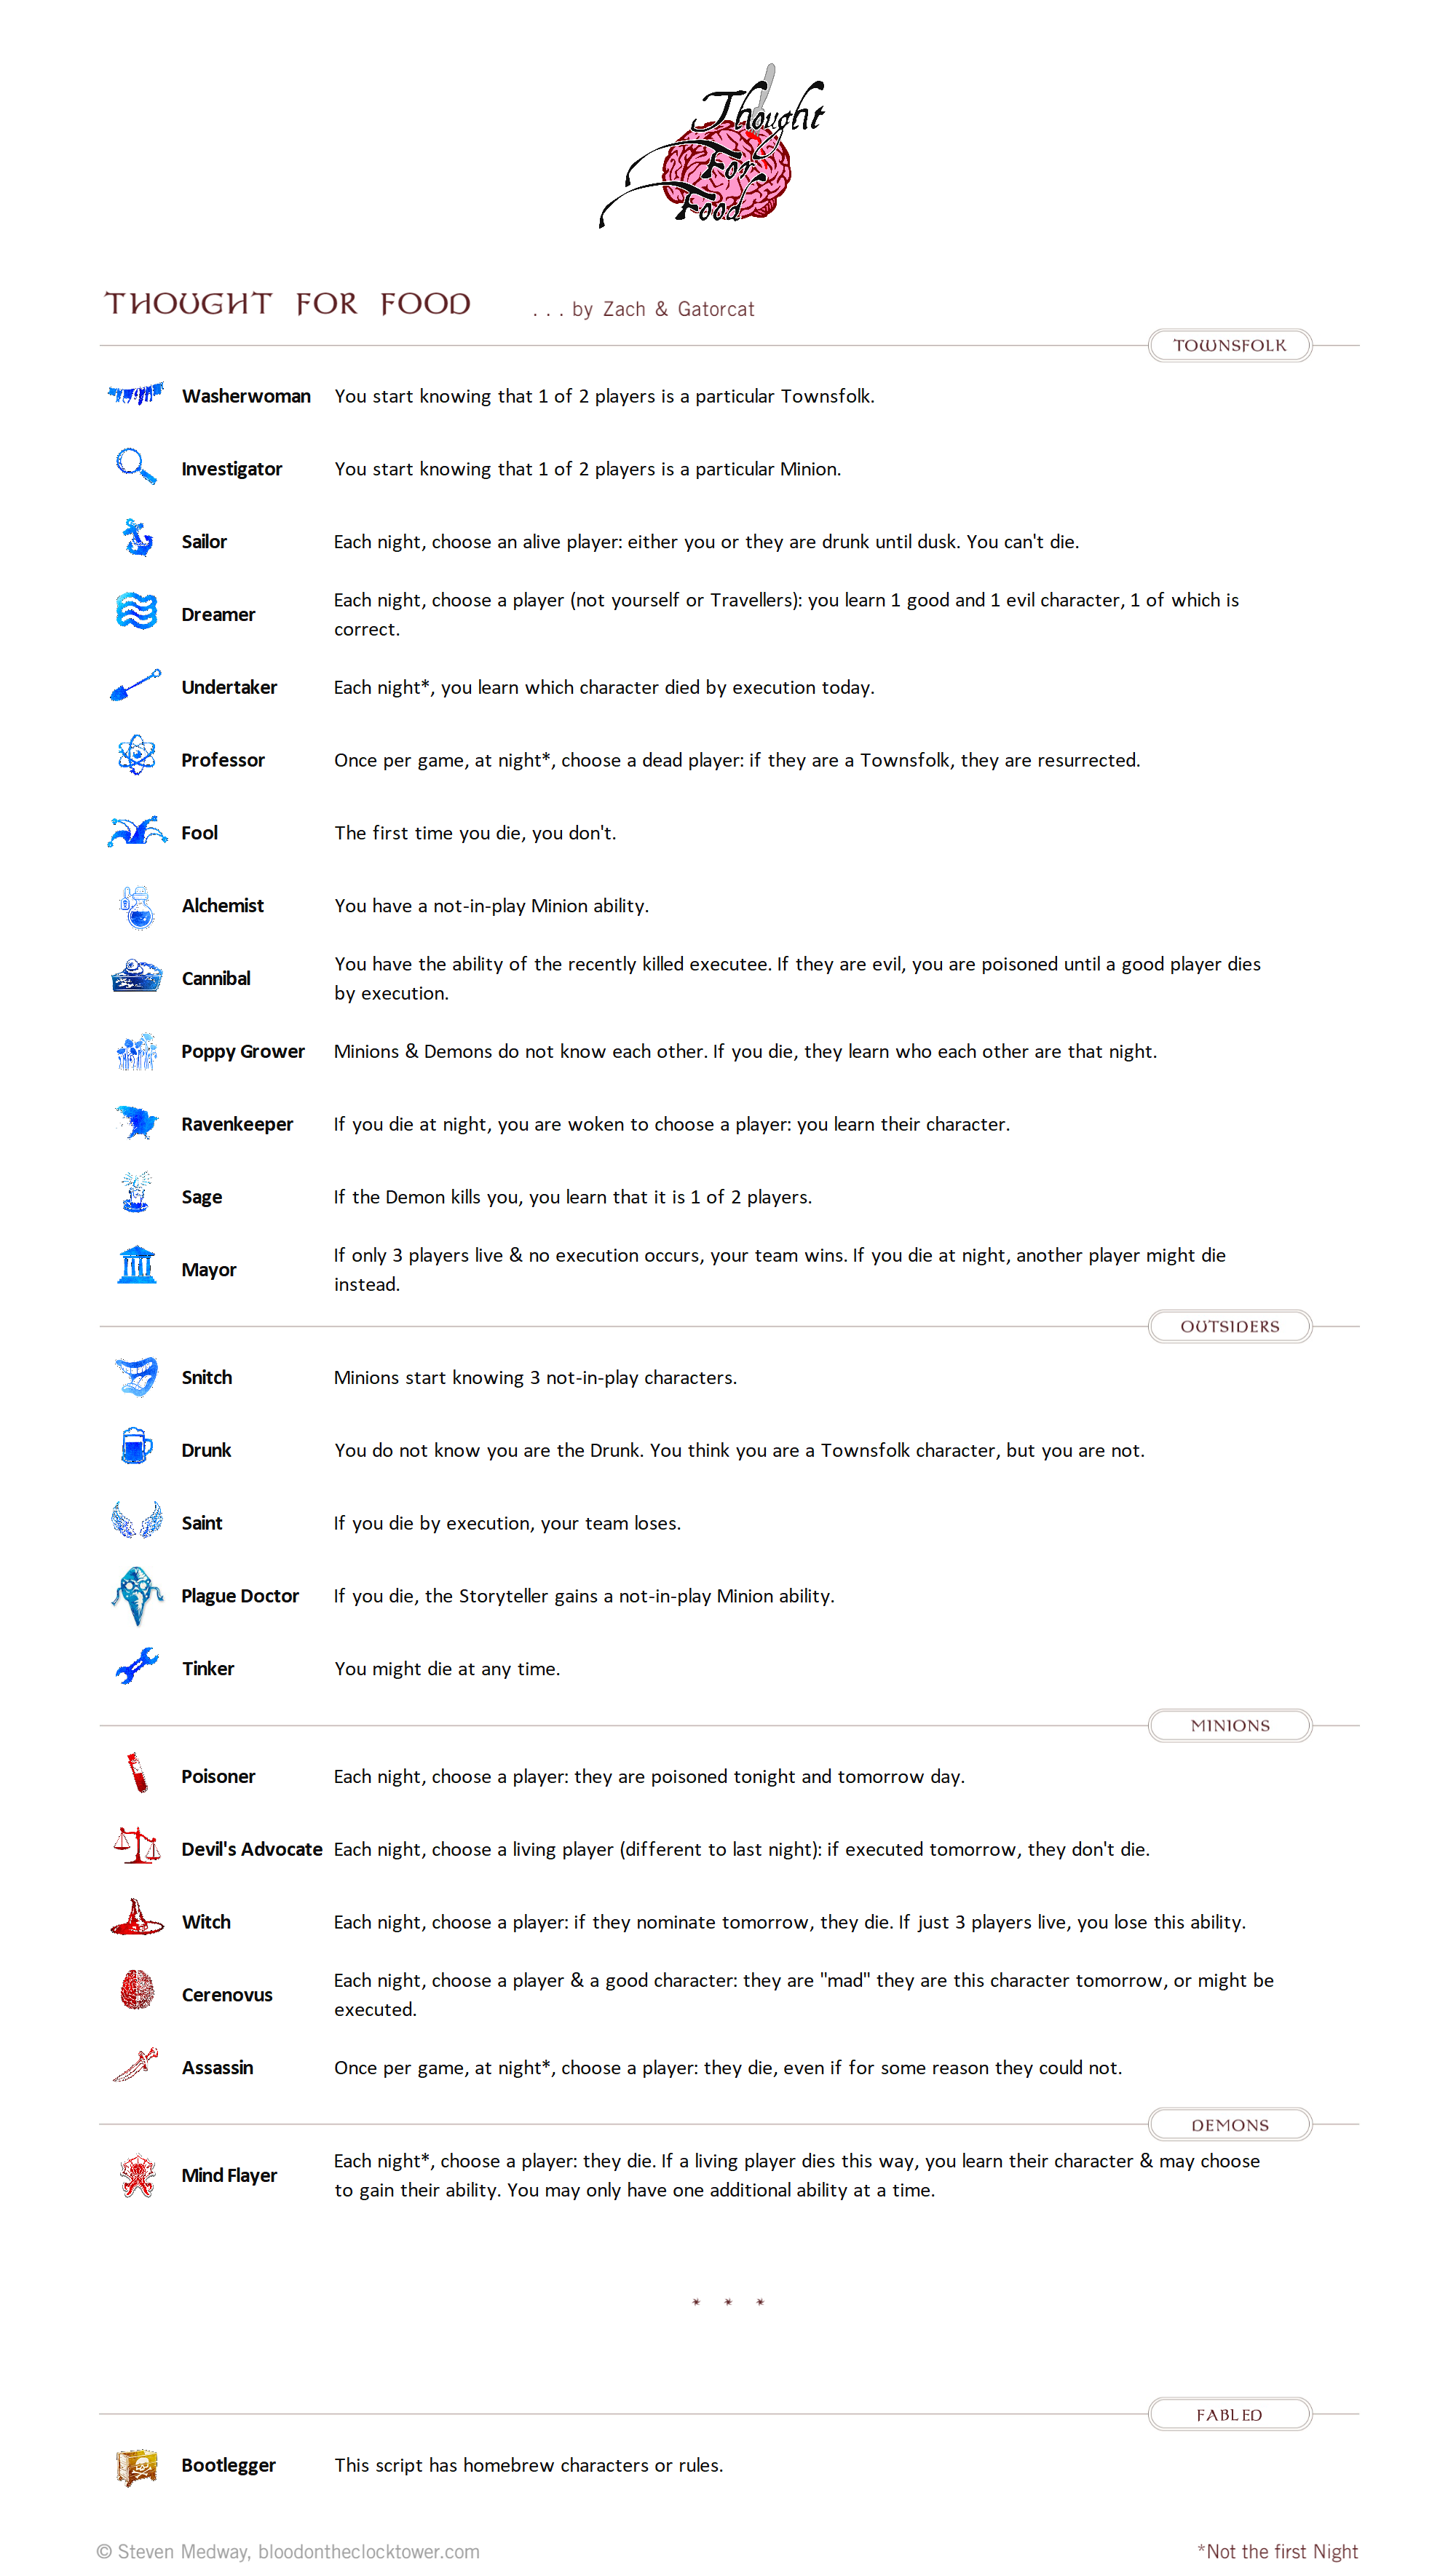 Thought
For
Food
THOUGHT FOR FOOD . . . by Zach & Gatorcat
TOWNSFOLK
Washerwoman You start knowing that 1 of 2 players is a particular Townsfolk.
Investigator You start knowing that 1 of 2 players is a particular Minion.
Sailor Each night, choose an alive player: either you or they are drunk until dusk. You can't die.
Dreamer Each night, choose a player (not yourself or Travellers): you learn 1 good and 1 evil character, 1 of which is
correct.
Undertaker Each night*, you learn which character died by execution today.
Professor Once per game, at night*, choose a dead player: if they are a Townsfolk, they are resurrected.
Fool The first time you die, you don't.
Alchemist You have a not-in-play Minion ability.
Cannibal You have the ability of the recently killed executee. If they are evil, you are poisoned until a good player dies
by execution.
Poppy Grower Minions & Demons do not know each other. If you die, they learn who each other are that night.
Ravenkeeper If you die at night, you are woken to choose a player: you learn their character.
Sage If the Demon kills you, you learn that it is 1 of 2 players.
Mayor If only 3 players live & no execution occurs, your team wins. If you die at night, another player might die
instead.
OUTSIDERS
Snitch Minions start knowing 3 not-in-play characters.
Drunk You do not know you are the Drunk. You think you are a Townsfolk character, but you are not.
Saint If you die by execution, your team loses.
Plague Doctor If you die, the Storyteller gains a not-in-play Minion ability.
Tinker You might die at any time.
MINIONS
Poisoner Each night, choose a player: they are poisoned tonight and tomorrow day.
Devil's Advocate Each night, choose a living player (different to last night): if executed tomorrow, they don't die.
Witch Each night, choose a player: if they nominate tomorrow, they die. If just 3 players live, you lose this ability.
Cerenovus Each night, choose a player & a good character: they are "mad" they are this character tomorrow, or might be
executed.
Assassin Once per game, at night*, choose a player: they die, even if for some reason they could not.
DEMONS
Mind Flayer Each night*, choose a player: they die. If a living player dies this way, you learn their character & may choose
to gain their ability. You may only have one additional ability at a time.
* * *
FABLED
Bootlegger This script has homebrew characters or rules.
© Steven Medway, bloodontheclocktower.com *Not the first Night